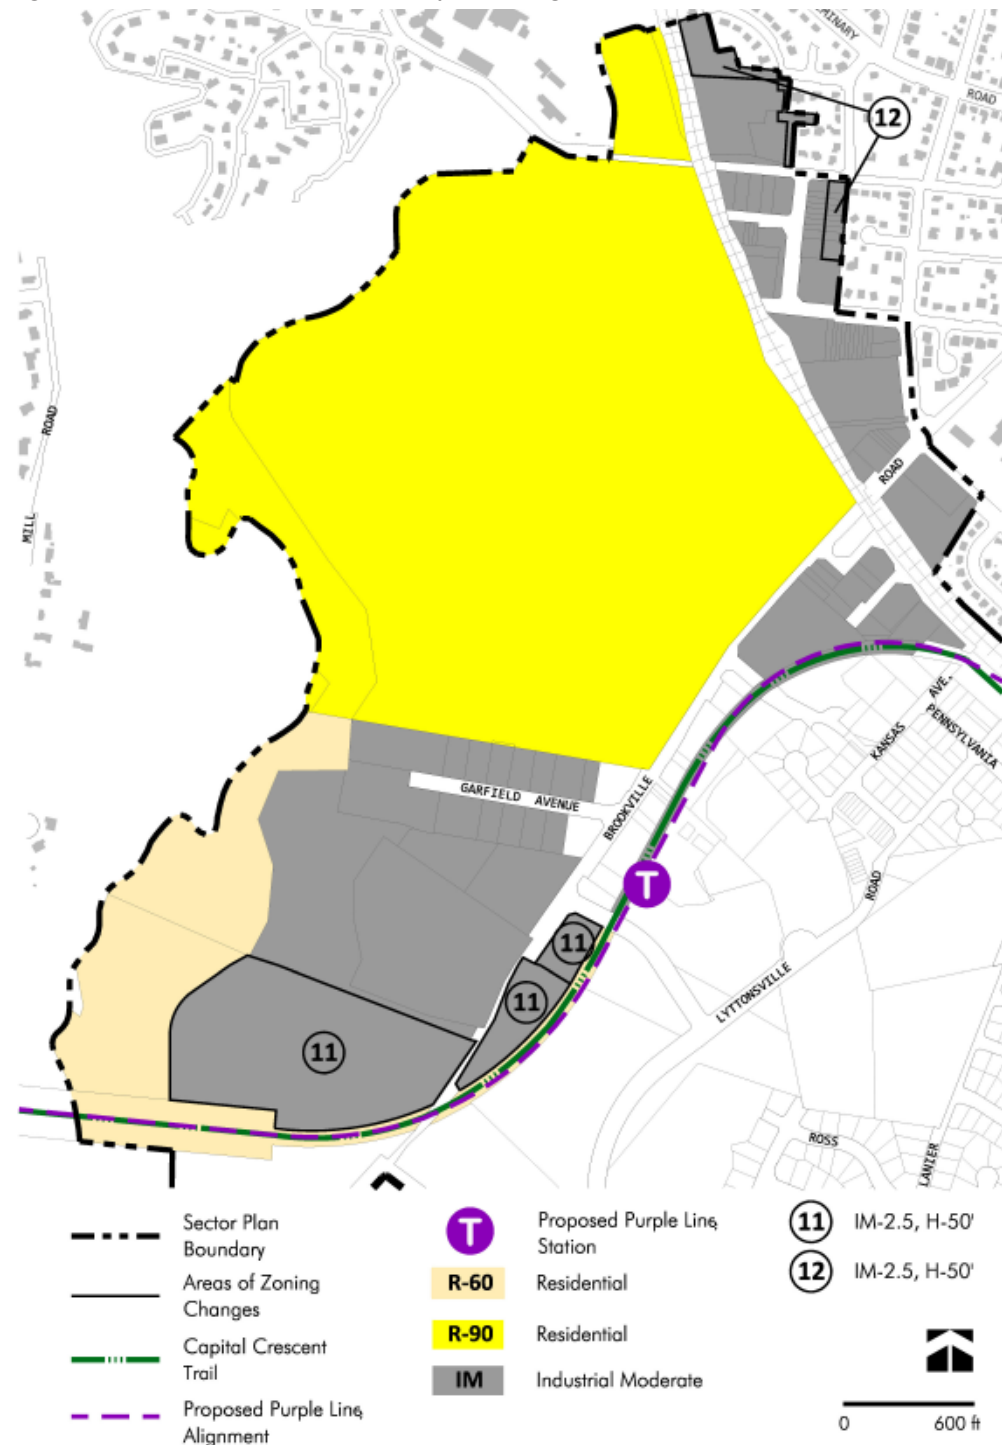 MINARY
ROAD
12
ROAD
MILL
ROAD
AVE.
KANSAS
PENNSYLVANIA
GARFIELD AVENUE
BROOKVILLE
T
ROAD
11
LYTTONSVILLE
11
11
ROSS
LANIER
Sector Plan
Boundary
Areas of Zoning
Changes
Capital Crescent
Trail
Proposed Purple Line
Alignment
T
Proposed Purple Line
Station
R-60 Residential
R-90 Residential
IM Industrial Moderate
11 IM-2.5, H-50'
12 IM-2.5, H-50'
0 600 ft